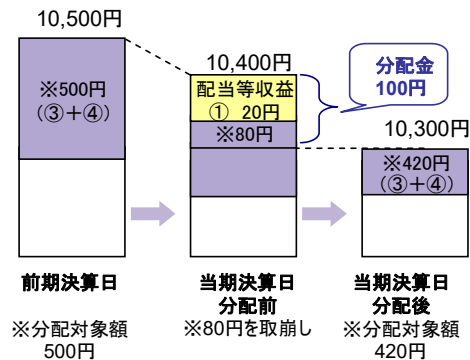 10,500円
※500円
(③+④)
前期決算日
※分配対象額
500円
10,400円
配当等収益
① 20円
※80円
分配金
100円
当期決算日
分配前
※80円を取崩し
10,300円
※420円
(③+④)
当期決算日
分配後
※分配対象額
420円